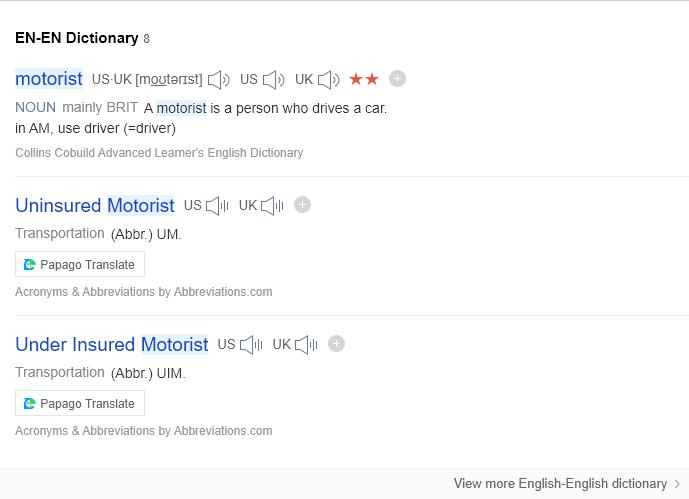 EN-EN Dictionary 8
motorist US·UK [moʊtərɪst] US UK ★★
NOUN mainly BRIT A motorist is a person who drives a car.
in AM, use driver (=driver)
Collins Cobuild Advanced Learner's English Dictionary
Uninsured Motorist US UK
Transportation (Abbr.) UM.
Papago Translate
Acronyms & Abbreviations by Abbreviations.com
Under Insured Motorist US UK
Transportation (Abbr.) UIM.
Papago Translate
Acronyms & Abbreviations by Abbreviations.com
View more English-English dictionary >